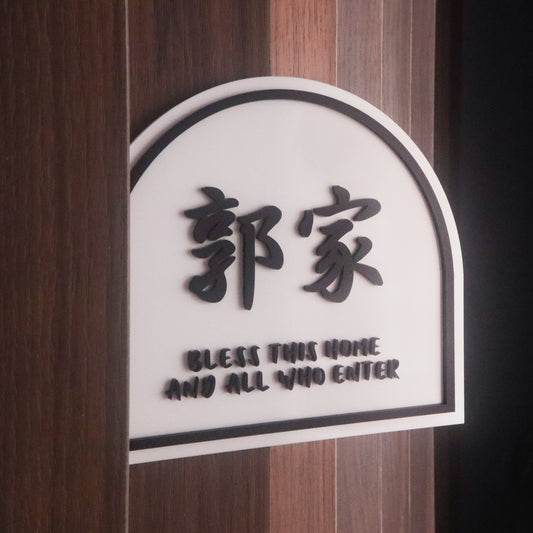 郭家
BLESS THIS HOME
AND ALL WHO ENTER